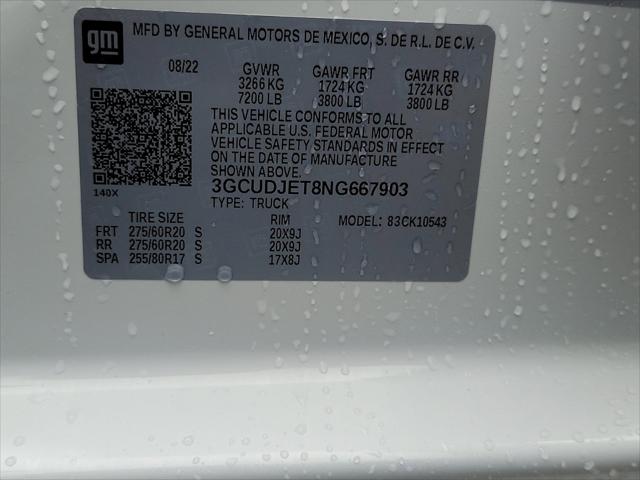 gm
MFD BY GENERAL MOTORS DE MEXICO, S. DE R.L. DE C.V.
08/22 GVWR GAWR FRT GAWR RR
3266 KG 1724 KG 1724 KG
7200 LB 3800 LB 3800 LB
THIS VEHICLE CONFORMS TO ALL
APPLICABLE U.S. FEDERAL MOTOR
VEHICLE SAFETY STANDARDS IN EFFECT
ON THE DATE OF MANUFACTURE
SHOWN ABOVE.
140X 3GCUDJET8NG667903
TYPE: TRUCK
TIRE SIZE RIM MODEL: 83CK10543
FRT 275/60R20 S 20X9J
RR 275/60R20 S 20X9J
SPA 255/80R17 S 17X8J